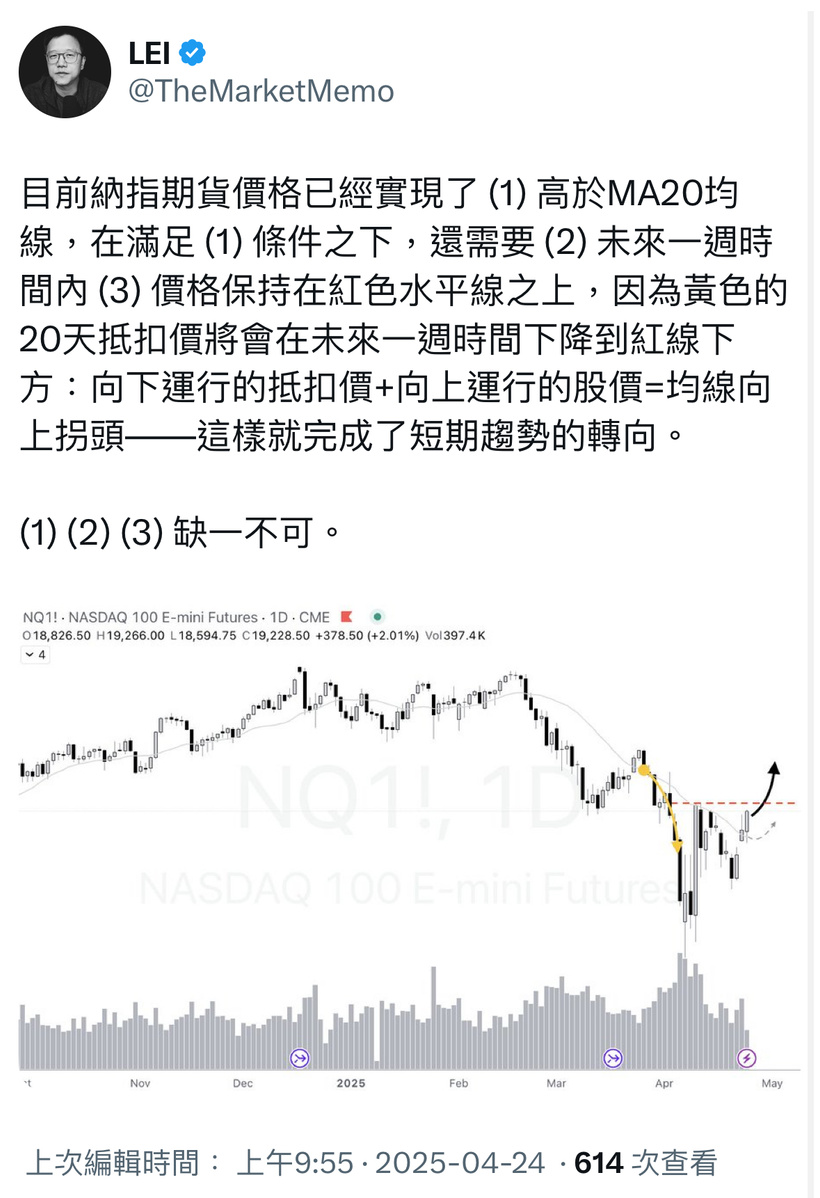 LEI
@TheMarketMemo
目前納指期貨價格已經實現了 (1) 高於MA20均
線，在滿足 (1) 條件之下，還需要 (2) 未來一週時
間內 (3) 價格保持在紅色水平線之上，因為黃色的
20天抵扣價將會在未來一週時間下降到紅線下
方：向下運行的抵扣價+向上運行的股價=均線向
上拐頭——這樣就完成了短期趨勢的轉向。
(1) (2) (3) 缺一不可。
NQ1! · NASDAQ 100 E-mini Futures · 1D · CME
O18,826.50 H19,266.00 L18,594.75 C19,228.50 +378.50 (+2.01%) Vol397.4K
4
NQ1!, 1D
NASDAQ 100 E-mini Futures
Nov Dec 2025 Feb Mar Apr May
上次編輯時間： 上午9:55 · 2025-04-24 · 614 次查看